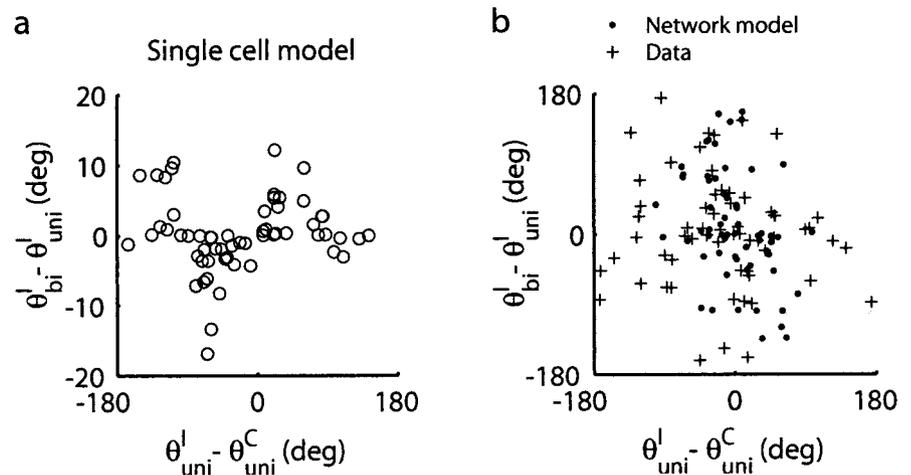 a
Single cell model
20
10
0
-10
-20
-180 0 180
θ^I_bi - θ^I_uni (deg)
θ^I_uni - θ^C_uni (deg)
b
• Network model
+ Data
180
0
-180
-180 0 180
θ^I_bi - θ^I_uni (deg)
θ^I_uni - θ^C_uni (deg)